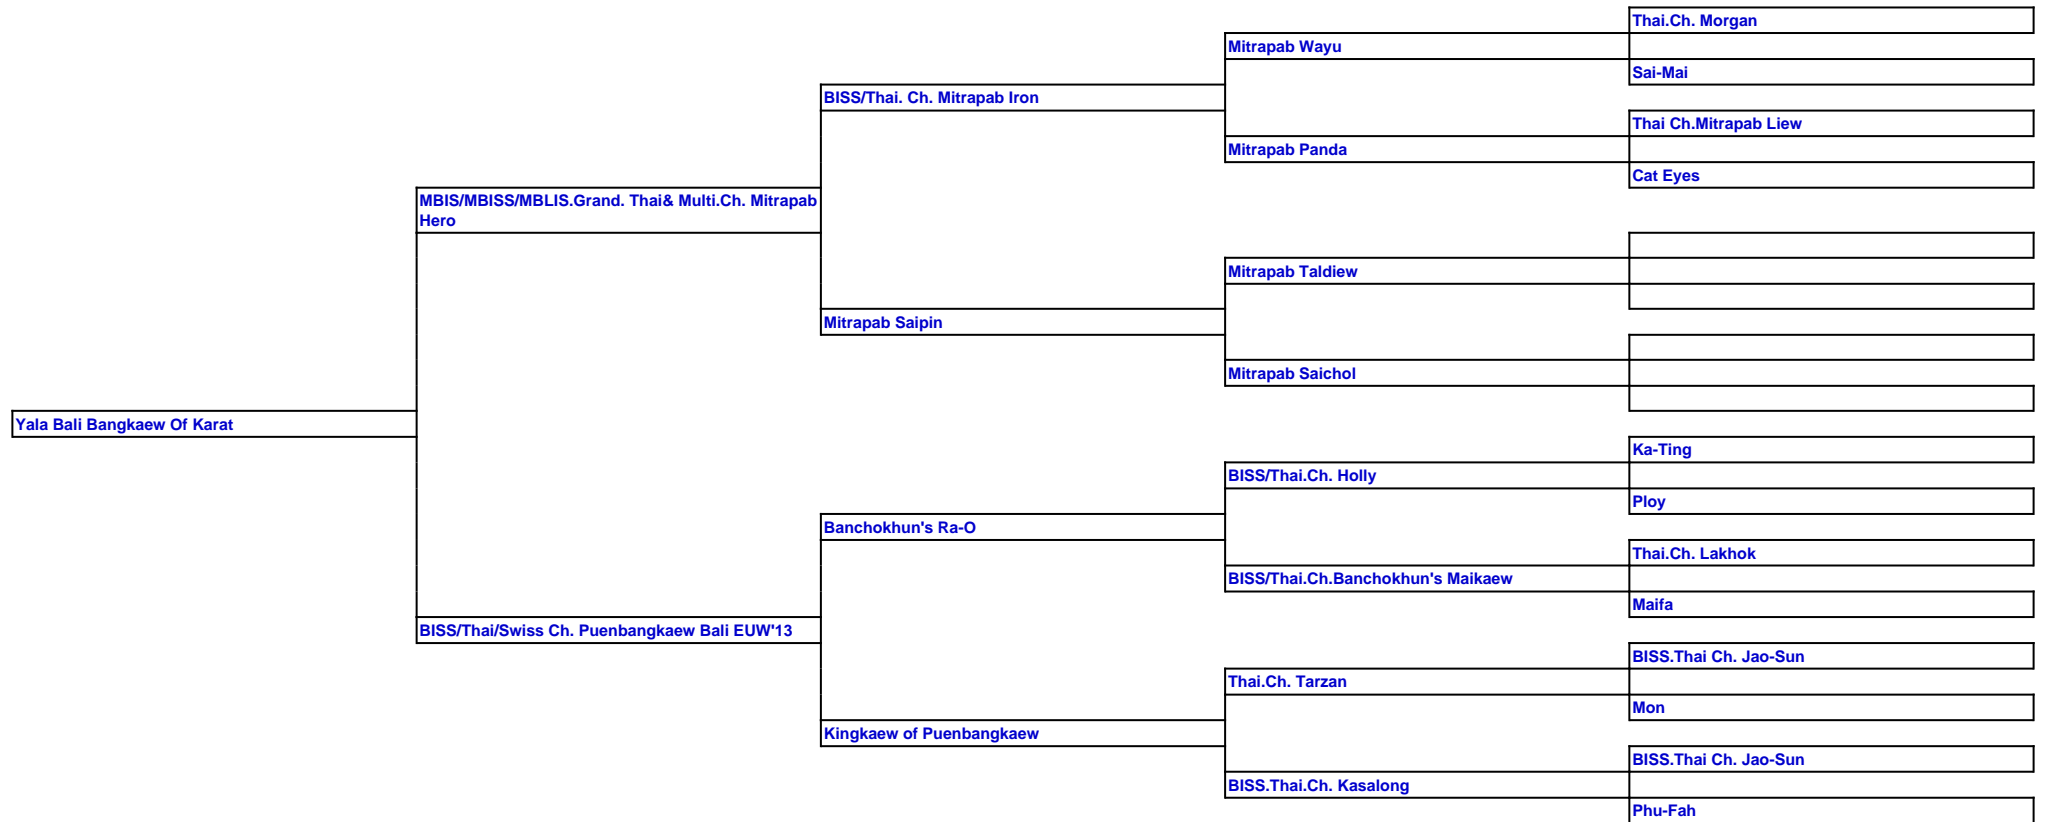 Thai.Ch. Morgan
Mitrapab Wayu
Sai-Mai
BISS/Thai. Ch. Mitrapab Iron
Thai Ch.Mitrapab Liew
Mitrapab Panda
Cat Eyes
MBIS/MBISS/MBLIS.Grand. Thai& Multi.Ch. Mitrapab
Hero
Mitrapab Taldiew
Mitrapab Saipin
Mitrapab Saichol
Yala Bali Bangkaew Of Karat
Ka-Ting
BISS/Thai.Ch. Holly
Ploy
Banchokhun's Ra-O
Thai.Ch. Lakhok
BISS/Thai.Ch.Banchokhun's Maikaew
Maifa
BISS/Thai/Swiss Ch. Puenbangkaew Bali EUW'13
BISS.Thai Ch. Jao-Sun
Thai.Ch. Tarzan
Mon
Kingkaew of Puenbangkaew
BISS.Thai Ch. Jao-Sun
BISS.Thai.Ch. Kasalong
Phu-Fah